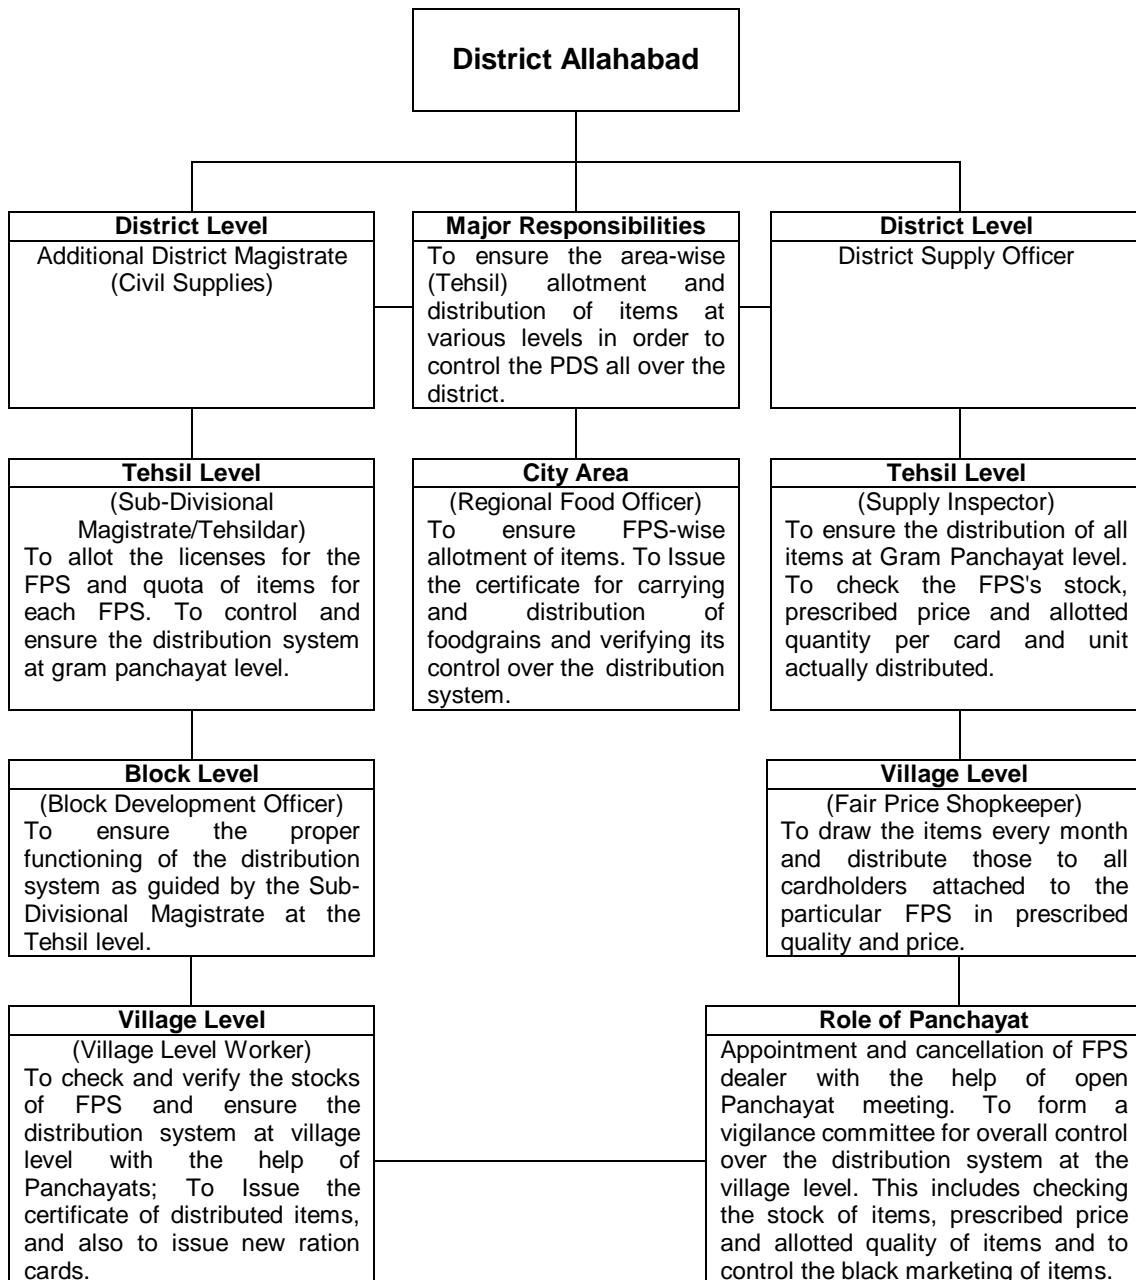 District Allahabad
District Level
Additional District Magistrate
(Civil Supplies)
Major Responsibilities
To ensure the area-wise
(Tehsil) allotment and
distribution of items at
various levels in order to
control the PDS all over the
district.
District Level
District Supply Officer
Tehsil Level
(Sub-Divisional
Magistrate/Tehsildar)
To allot the licenses for the
FPS and quota of items for
each FPS. To control and
ensure the distribution system
at gram panchayat level.
City Area
(Regional Food Officer)
To ensure FPS-wise
allotment of items. To Issue
the certificate for carrying
and distribution of
foodgrains and verifying its
control over the distribution
system.
Tehsil Level
(Supply Inspector)
To ensure the distribution of all
items at Gram Panchayat level.
To check the FPS's stock,
prescribed price and allotted
quantity per card and unit
actually distributed.
Block Level
(Block Development Officer)
To ensure the proper
functioning of the distribution
system as guided by the Sub-
Divisional Magistrate at the
Tehsil level.
Village Level
(Fair Price Shopkeeper)
To draw the items every month
and distribute those to all
cardholders attached to the
particular FPS in prescribed
quality and price.
Village Level
(Village Level Worker)
To check and verify the stocks
of FPS and ensure the
distribution system at village
level with the help of
Panchayats; To Issue the
certificate of distributed items,
and also to issue new ration
cards.
Role of Panchayat
Appointment and cancellation of FPS
dealer with the help of open
Panchayat meeting. To form a
vigilance committee for overall control
over the distribution system at the
village level. This includes checking
the stock of items, prescribed price
and allotted quality of items and to
control the black marketing of items.